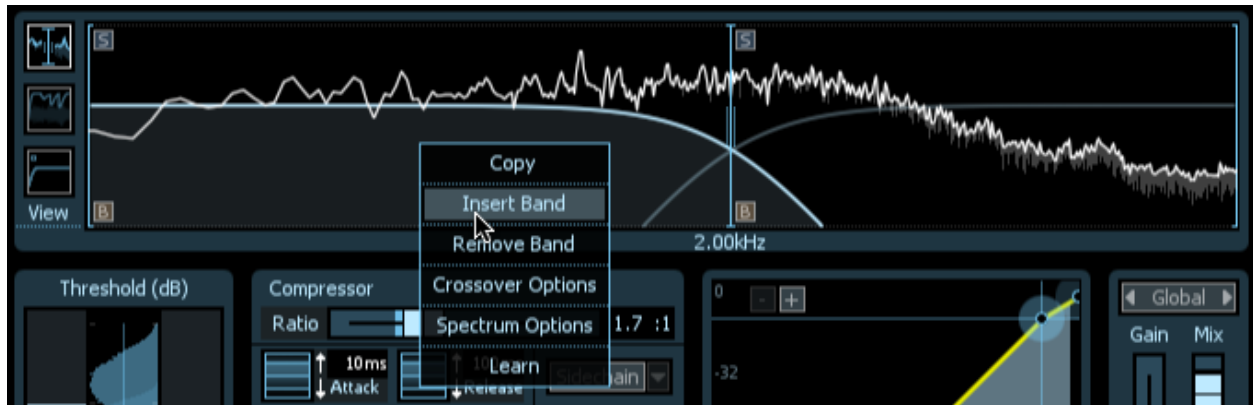 S
S
Copy
Insert Band
View
B
B
Remove Band
2.00kHz
Threshold (dB)
Compressor
Crossover Options
0
- +
Global
Ratio
Spectrum Options
1.7 :1
Gain
Mix
10ms
Learn
Attack
Release
Sidechain
-32